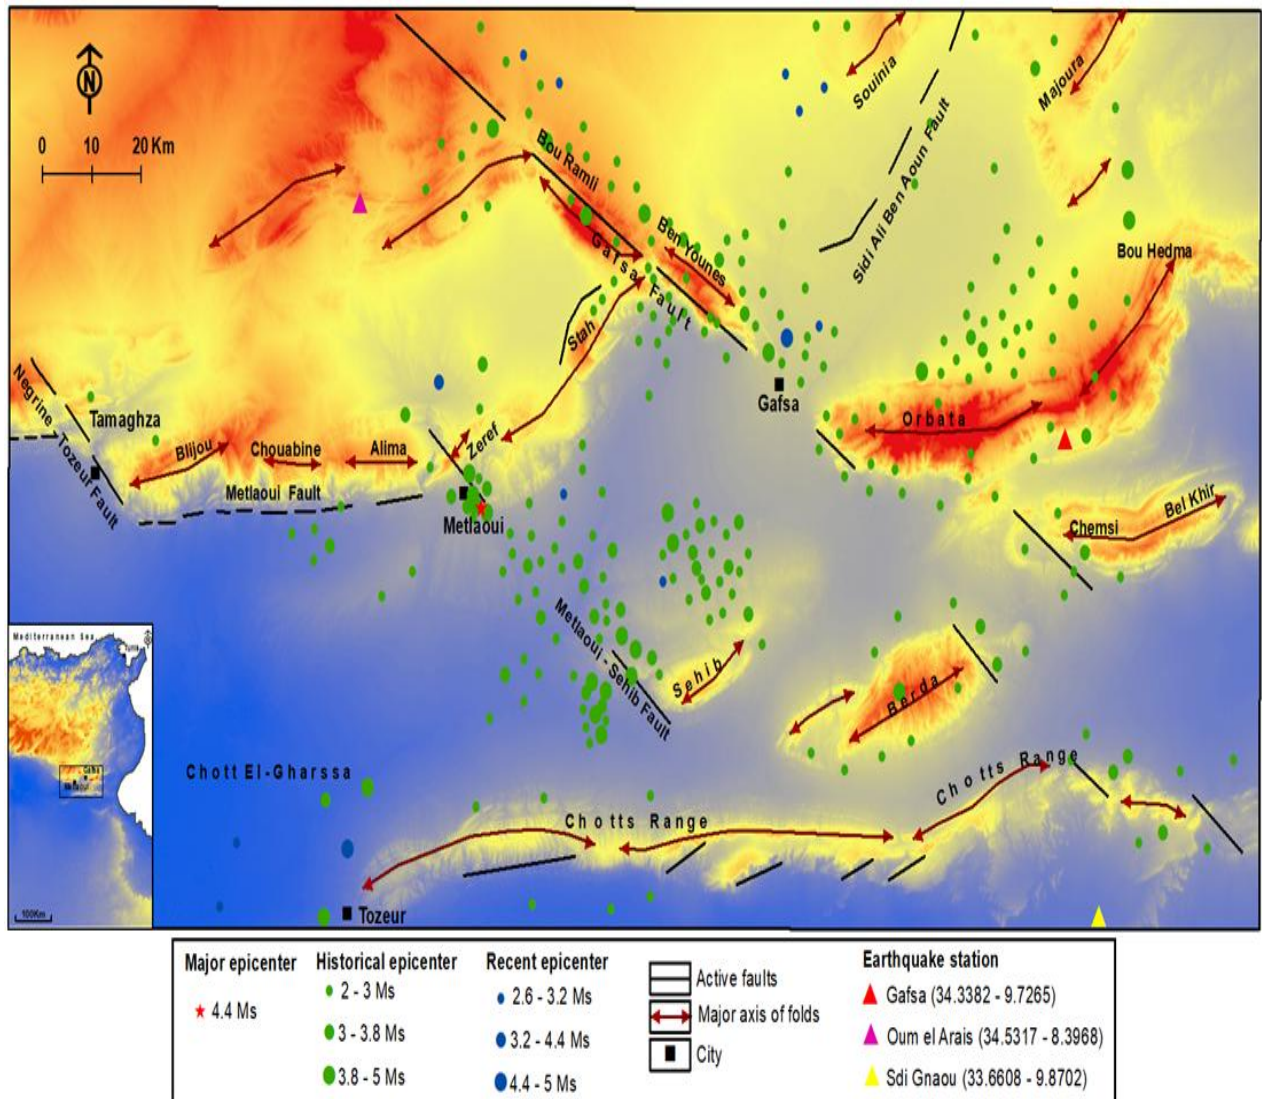 N
0 10 20 Km
Souinia
Majoura
Sidi Ali Ben Aoun Fault
Bou Ramli
Ben Younes
Gafsa Fault
Bou Hedma
Stah
Negrine Tozeur Fault
Tamaghza
Gafsa
Orbata
Blijou
Chouabine
Alima
Zeref
Metlaoui Fault
Metlaoui
Chemsi
Bel Khir
Metlaoui - Sehib Fault
Sehib
Berda
Mediterranean Sea
Tunis
Gafsa
100Km
Chott El-Gharssa
Chotts Range
Chotts Range
Tozeur
Major epicenter
4.4 Ms
Historical epicenter
2 - 3 Ms
3 - 3.8 Ms
3.8 - 5 Ms
Recent epicenter
2.6 - 3.2 Ms
3.2 - 4.4 Ms
4.4 - 5 Ms
Active faults
Major axis of folds
City
Earthquake station
Gafsa (34.3382 - 9.7265)
Oum el Arais (34.5317 - 8.3968)
Sdi Gnaou (33.6608 - 9.8702)